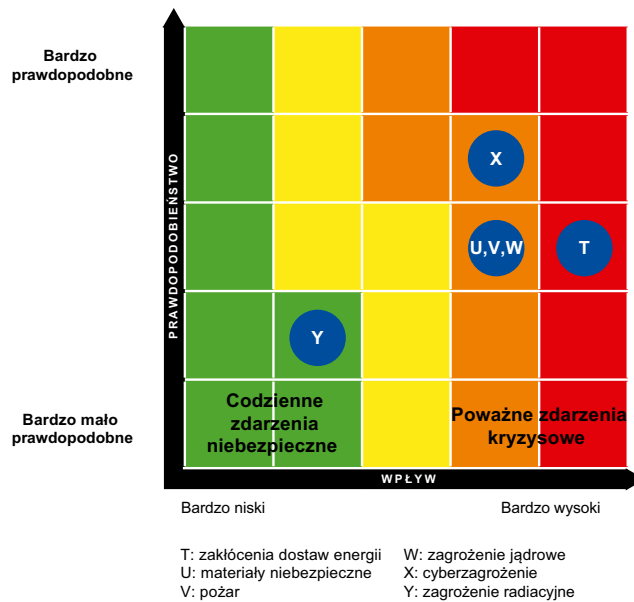 Bardzo
prawdopodobne
PRAWDOPODOBIEŃSTWO
X
U,V,W
T
Y
Bardzo mało
prawdopodobne
Codzienne
zdarzenia
niebezpieczne
Poważne zdarzenia
kryzysowe
WPŁYW
Bardzo niski
Bardzo wysoki
T: zakłócenia dostaw energii
U: materiały niebezpieczne
V: pożar
W: zagrożenie jądrowe
X: cyberzagrożenie
Y: zagrożenie radiacyjne